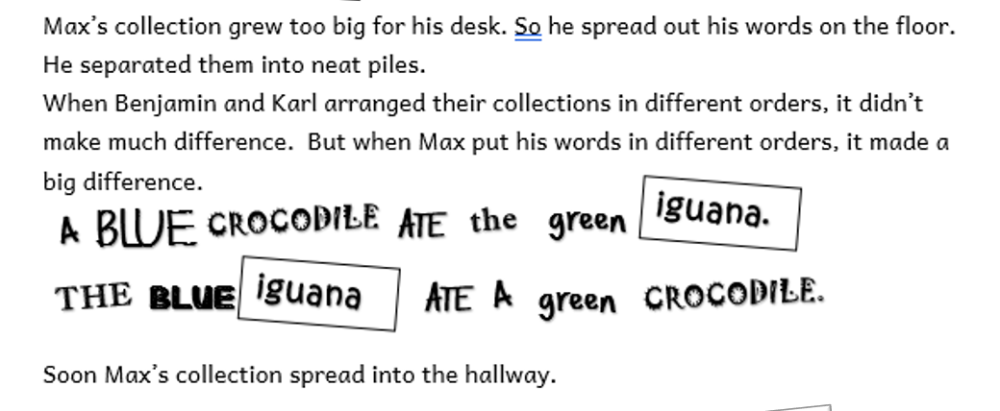 Max's collection grew too big for his desk. So he spread out his words on the floor.
He separated them into neat piles.
When Benjamin and Karl arranged their collections in different orders, it didn't
make much difference.  But when Max put his words in different orders, it made a
big difference.
A BLUE CROCODILE ATE the green iguana.
THE BLUE iguana ATE A green CROCODILE.
Soon Max's collection spread into the hallway.